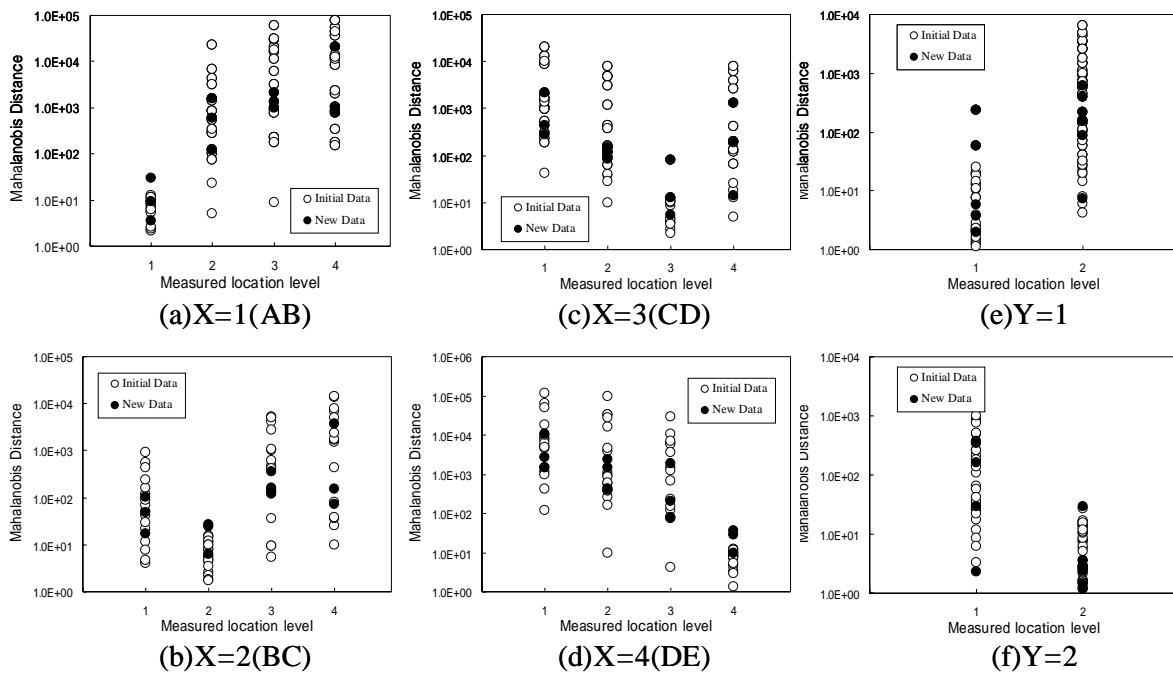 1.0E+05
1.0E+04
1.0E+03
1.0E+02
1.0E+01
1.0E+00
Mahalanobis Distance
Initial Data
New Data
1 2 3 4
Measured location level
(a)X=1(AB)
1.0E+05
1.0E+04
1.0E+03
1.0E+02
1.0E+01
1.0E+00
Mahalanobis Distance
Initial Data
New Data
1 2 3 4
Measured location level
(c)X=3(CD)
1.0E+04
1.0E+03
1.0E+02
1.0E+01
1.0E+00
Mahalanobis Distance
Initial Data
New Data
1 2
Measured location level
(e)Y=1
1.0E+05
1.0E+04
1.0E+03
1.0E+02
1.0E+01
1.0E+00
Mahalanobis Distance
Initial Data
New Data
1 2 3 4
Measured location level
(b)X=2(BC)
1.0E+06
1.0E+05
1.0E+04
1.0E+03
1.0E+02
1.0E+01
1.0E+00
Mahalanobis Distance
Initial Data
New Data
1 2 3 4
Measured location level
(d)X=4(DE)
1.0E+04
1.0E+03
1.0E+02
1.0E+01
1.0E+00
Mahalanobis Distance
Initial Data
New Data
1 2
Measured location level
(f)Y=2